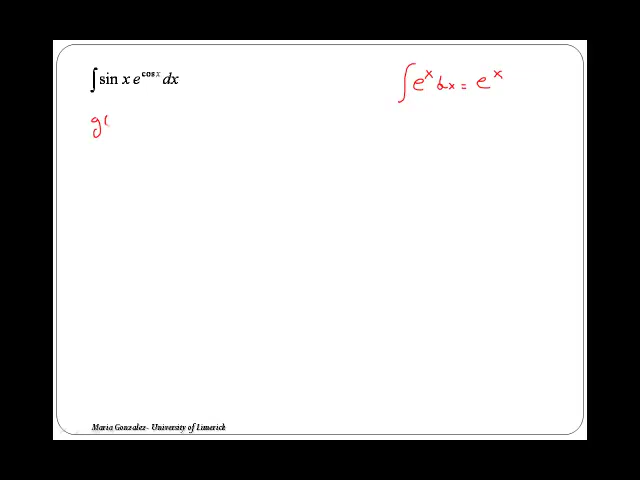 ∫ sin x e^cos x dx
∫ e^x dx = e^x
g(
Maria Gonzalez - University of Limerick